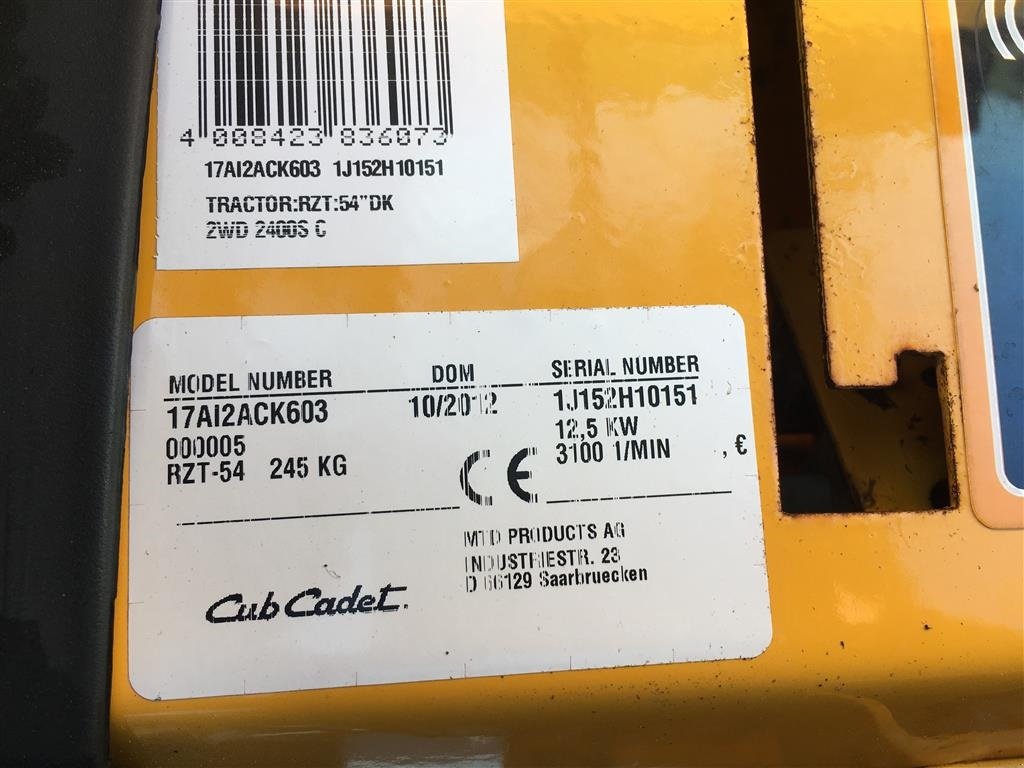 4 008423 836073
17AI2ACK603 1J152H10151
TRACTOR:RZT:54"DK
2WD 2400S C
MODEL NUMBER DOM SERIAL NUMBER
17AI2ACK603 10/2012 1J152H10151
000005 12,5 KW
RZT-54 245 KG 3100 1/MIN , €
CE
MTD PRODUCTS AG
INDUSTRIESTR. 23
D 66129 Saarbruecken
Cub Cadet.